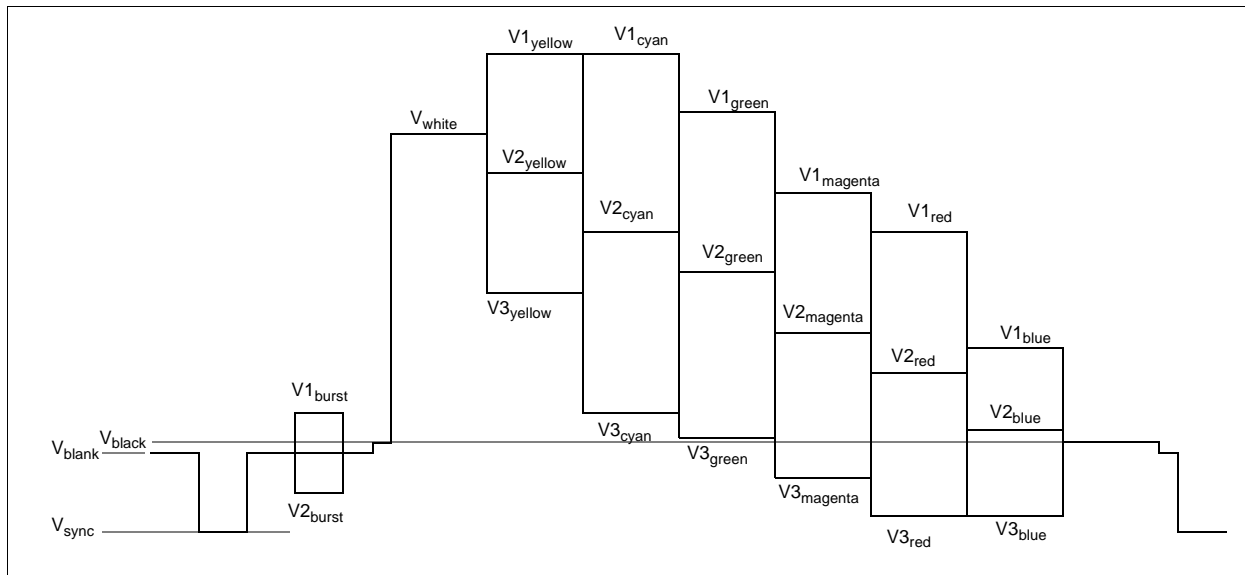 V1yellow
V1cyan
V1green
Vwhite
V2yellow
V1magenta
V2cyan
V1red
V2green
V3yellow
V2magenta
V1blue
V2red
V1burst
V2blue
V3cyan
Vblack
Vblank
V3green
V3magenta
V2burst
Vsync
V3red
V3blue